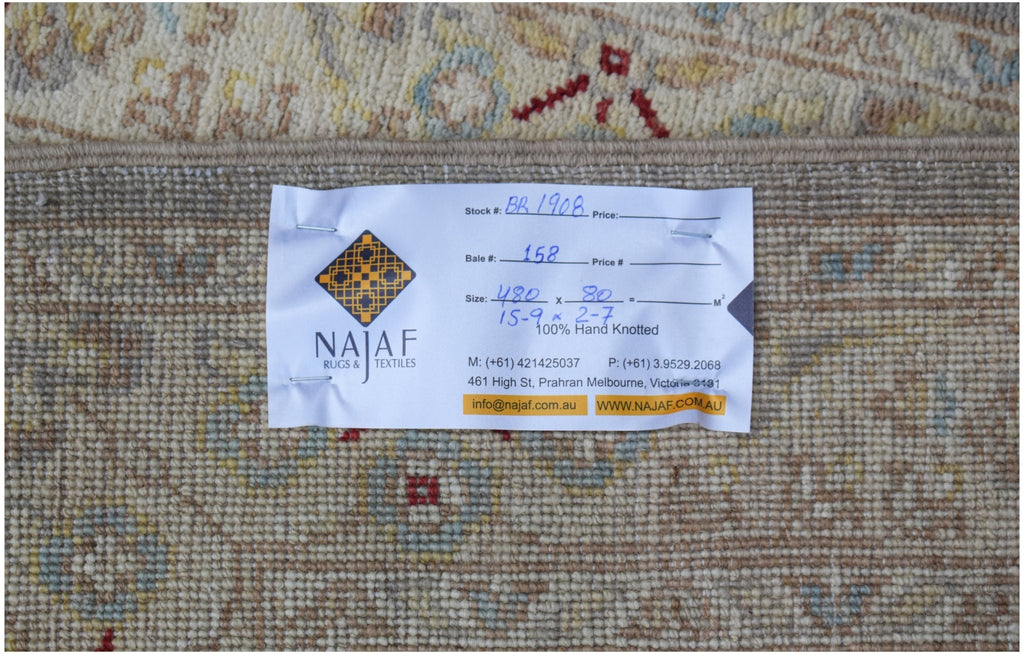 Stock #: BR 1908 Price:
Bale #: 158 Price #
Size: 480 x 80 = M²
15-9 x 2-7
100% Hand Knotted
NAJAF
RUGS & TEXTILES
M: (+61) 421425037 P: (+61) 3.9529.2068
461 High St, Prahran Melbourne, Victoria 3181
info@najaf.com.au WWW.NAJAF.COM.AU